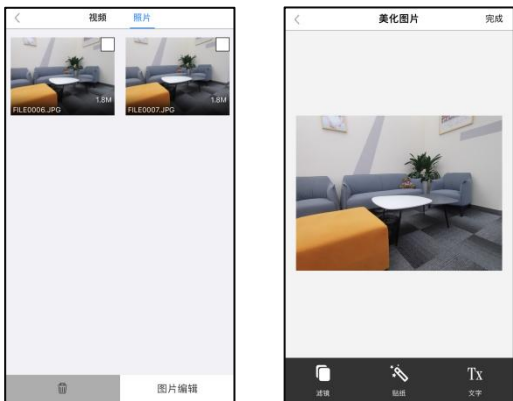 视频 照片
1.8M
FILE0006.JPG
1.8M
FILE0007.JPG
图片编辑
美化图片 完成
Tx
滤镜 贴纸 文字